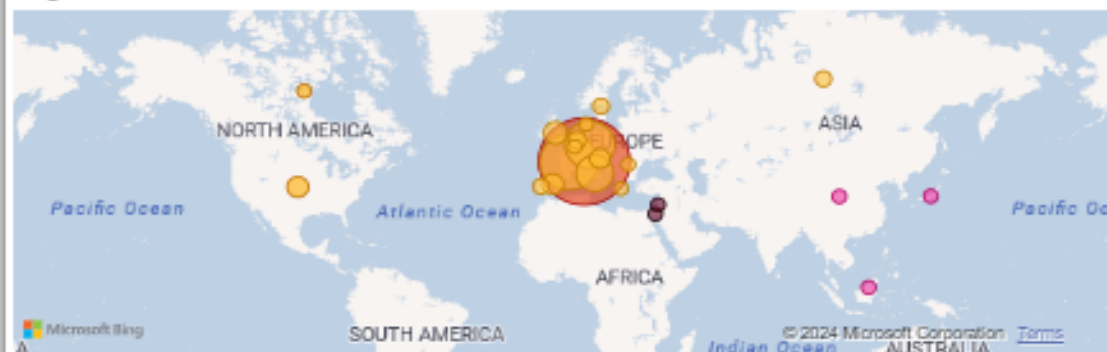 NORTH AMERICA
EUROPE
ASIA
Pacific Ocean
Atlantic Ocean
Pacific Oc
AFRICA
Microsoft Bing
SOUTH AMERICA
© 2024 Microsoft Corporation Terms
Indian Ocean
AUSTRALIA
A